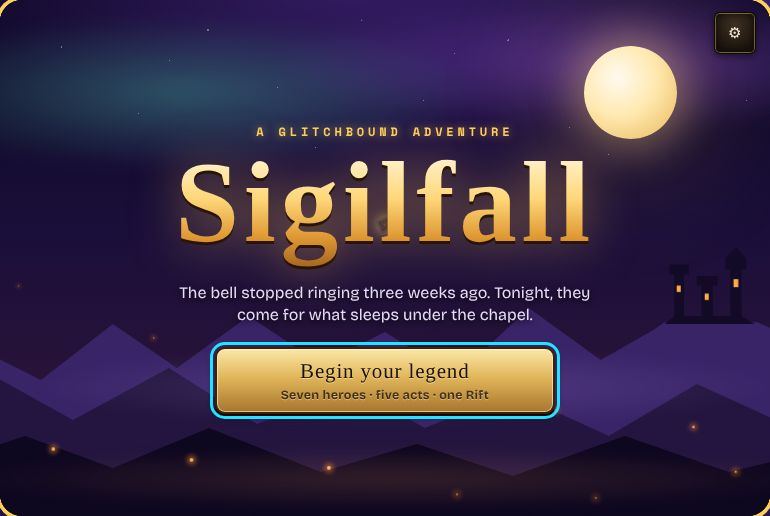 A GLITCHBOUND ADVENTURE
Sigilfall
The bell stopped ringing three weeks ago. Tonight, they
come for what sleeps under the chapel.
Begin your legend
Seven heroes · five acts · one Rift